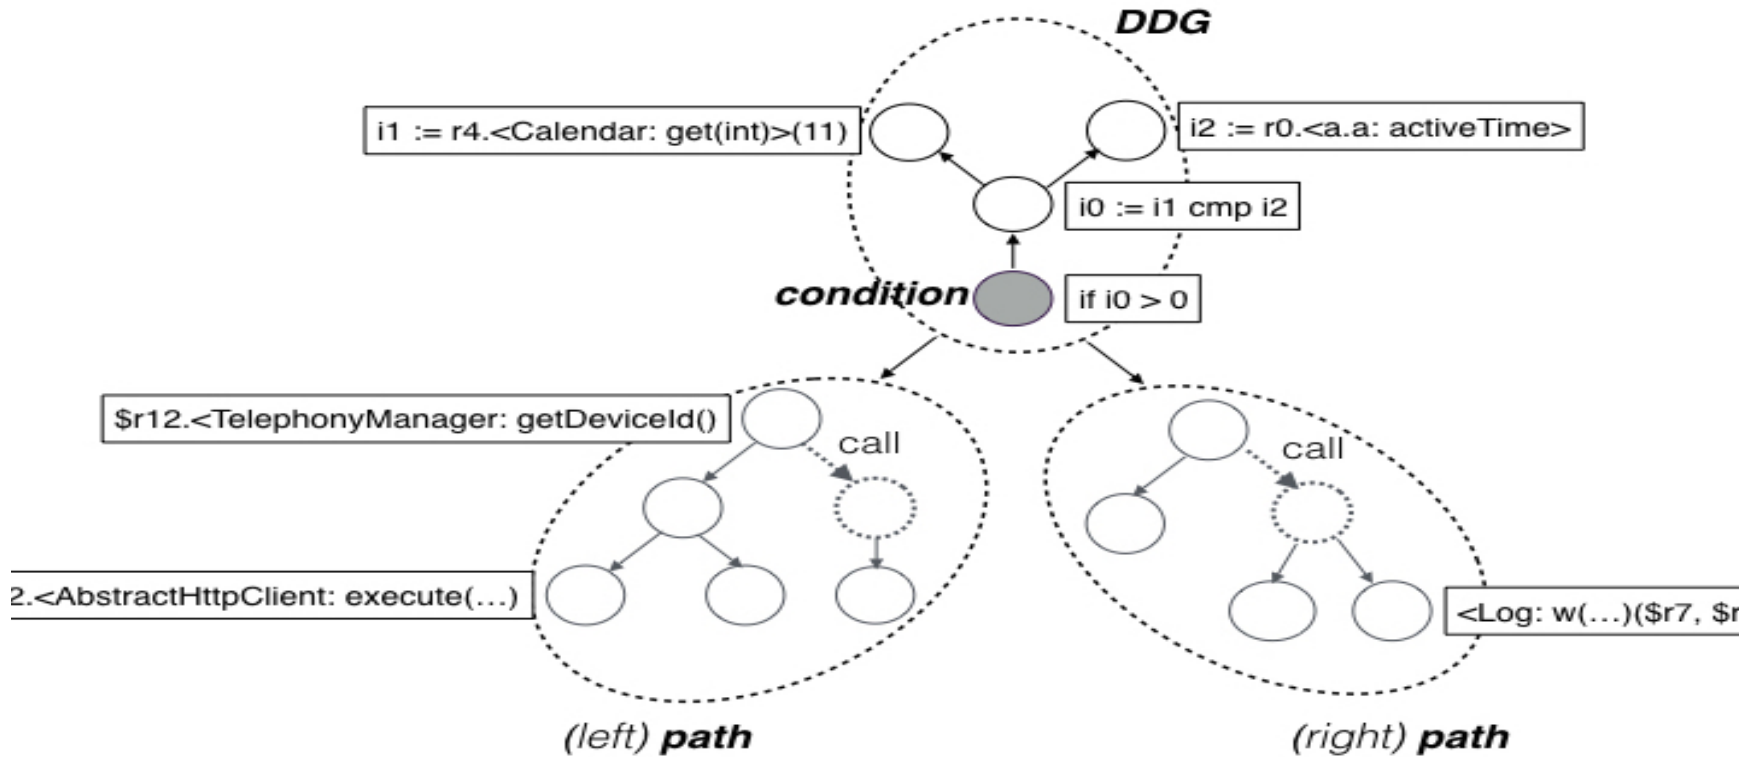 DDG
i1 := r4.<Calendar: get(int)>(11)
i2 := r0.<a.a: activeTime>
i0 := i1 cmp i2
condition
if i0 > 0
$r12.<TelephonyManager: getDeviceId()
call
call
2.<AbstractHttpClient: execute(...)
<Log: w(...)($r7, $r
(left) path
(right) path